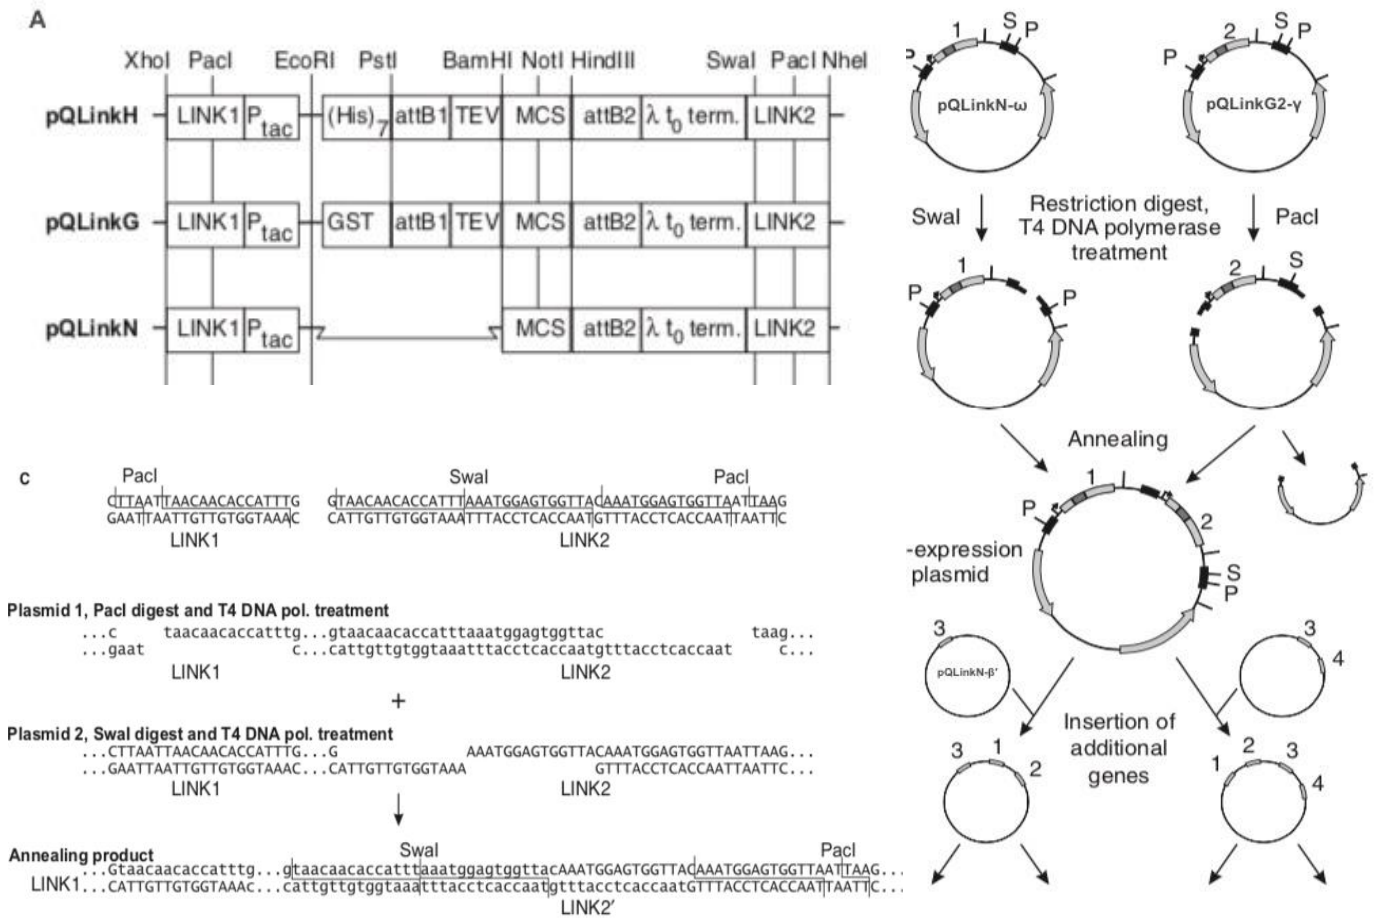 A
XhoI PacI EcoRI PstI BamHI NotI HindIII SwaI PacI NheI
pQLinkH LINK1 Ptac (His)7 attB1 TEV MCS attB2 λ t0 term. LINK2
pQLinkG LINK1 Ptac GST attB1 TEV MCS attB2 λ t0 term. LINK2
pQLinkN LINK1 Ptac MCS attB2 λ t0 term. LINK2
C
PacI SwaI PacI
CTTAATTAACAACACCATTTG GTAACAACACCATTTAAATGGAGTGGTTACAAATGGAGTGGTTAATTAAG
GAATTAATTGTTGTGGTAAAC CATTGTTGTGGTAAATTTACCTCACCAATGTTTACCTCACCAATTAATTC
LINK1 LINK2
Plasmid 1, PacI digest and T4 DNA pol. treatment
...c taacaacaccatttg...gtaacaacaccatttaaatggagtggttac taag...
...gaat c...cattgttgtggtaaatttacctcaccaatgtttacctcaccaat c...
LINK1 LINK2
+
Plasmid 2, SwaI digest and T4 DNA pol. treatment
...CTTAATTAACAACACCATTTG...G AAATGGAGTGGTTACAAATGGAGTGGTTAATTAAG...
...GAATTAATTGTTGTGGTAAAC...CATTGTTGTGGTAAA GTTTACCTCACCAATTAATTC...
LINK1 LINK2
Annealing product
SwaI PacI
...Gtaacaacaccatttg...gtaacaacaccatttaaatggagtggttacAAATGGAGTGGTTACAAATGGAGTGGTTAATTAAG...
LINK1...CATTGTTGTGGTAAAC...cattgttgtggtaaatttacctcaccaatgtttacctcaccaatGTTTACCTCACCAATTAATTC...
LINK2′
1 S P
P
pQLinkN-ω
2 S P
P
pQLinkG2-γ
SwaI
Restriction digest,
T4 DNA polymerase
treatment
PacI
1
P P
2 S
Annealing
1
P
2
S
P
-expression
plasmid
3
pQLinkN-β'
3
4
Insertion of
additional
genes
3 1
2
2 3
1 4